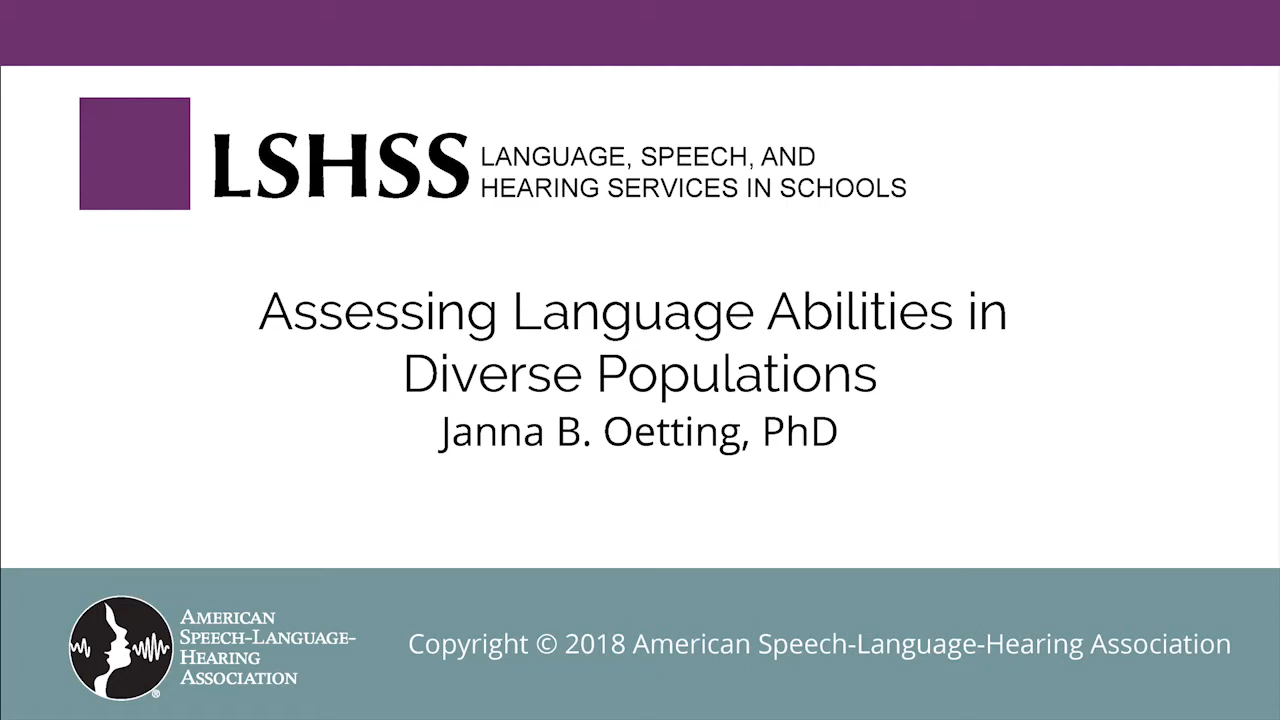 LSHSS LANGUAGE, SPEECH, AND
HEARING SERVICES IN SCHOOLS
Assessing Language Abilities in
Diverse Populations
Janna B. Oetting, PhD
AMERICAN
SPEECH-LANGUAGE-
HEARING
ASSOCIATION
®
Copyright © 2018 American Speech-Language-Hearing Association